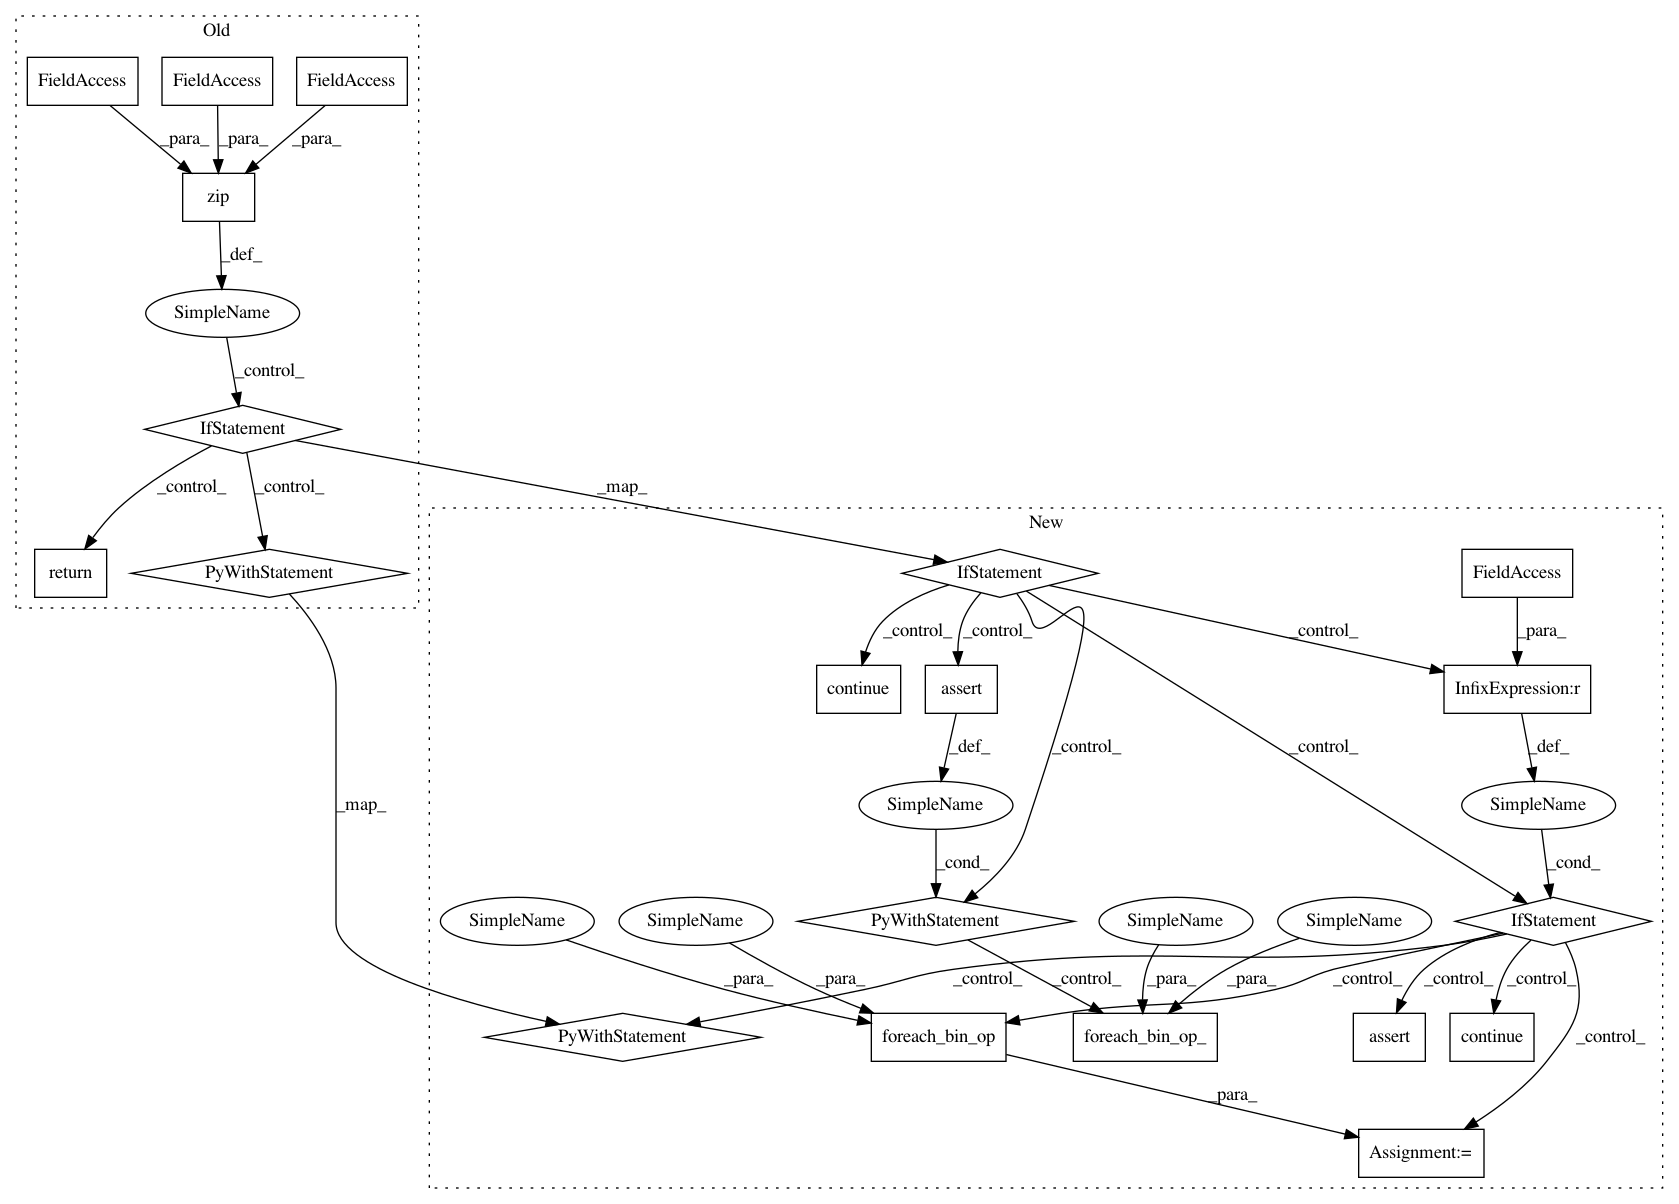 Old
FieldAccess FieldAccess FieldAccess
_para_ _para_ _para_
zip
_def_
SimpleName
_control_
IfStatement
_control_ _control_ _map_
New
return PyWithStatement IfStatement FieldAccess
_control_ _control_ _control_ _para_
continue assert InfixExpression:r
_def_ _control_ _control_ _def_
_map_ SimpleName SimpleName
_cond_ _cond_
SimpleName SimpleName PyWithStatement SimpleName SimpleName IfStatement
_para_ _para_ _control_ _control_ _para_ _para_ _control_ _control_ _control_
PyWithStatement foreach_bin_op foreach_bin_op_ assert continue _control_
_para_
Assignment:=